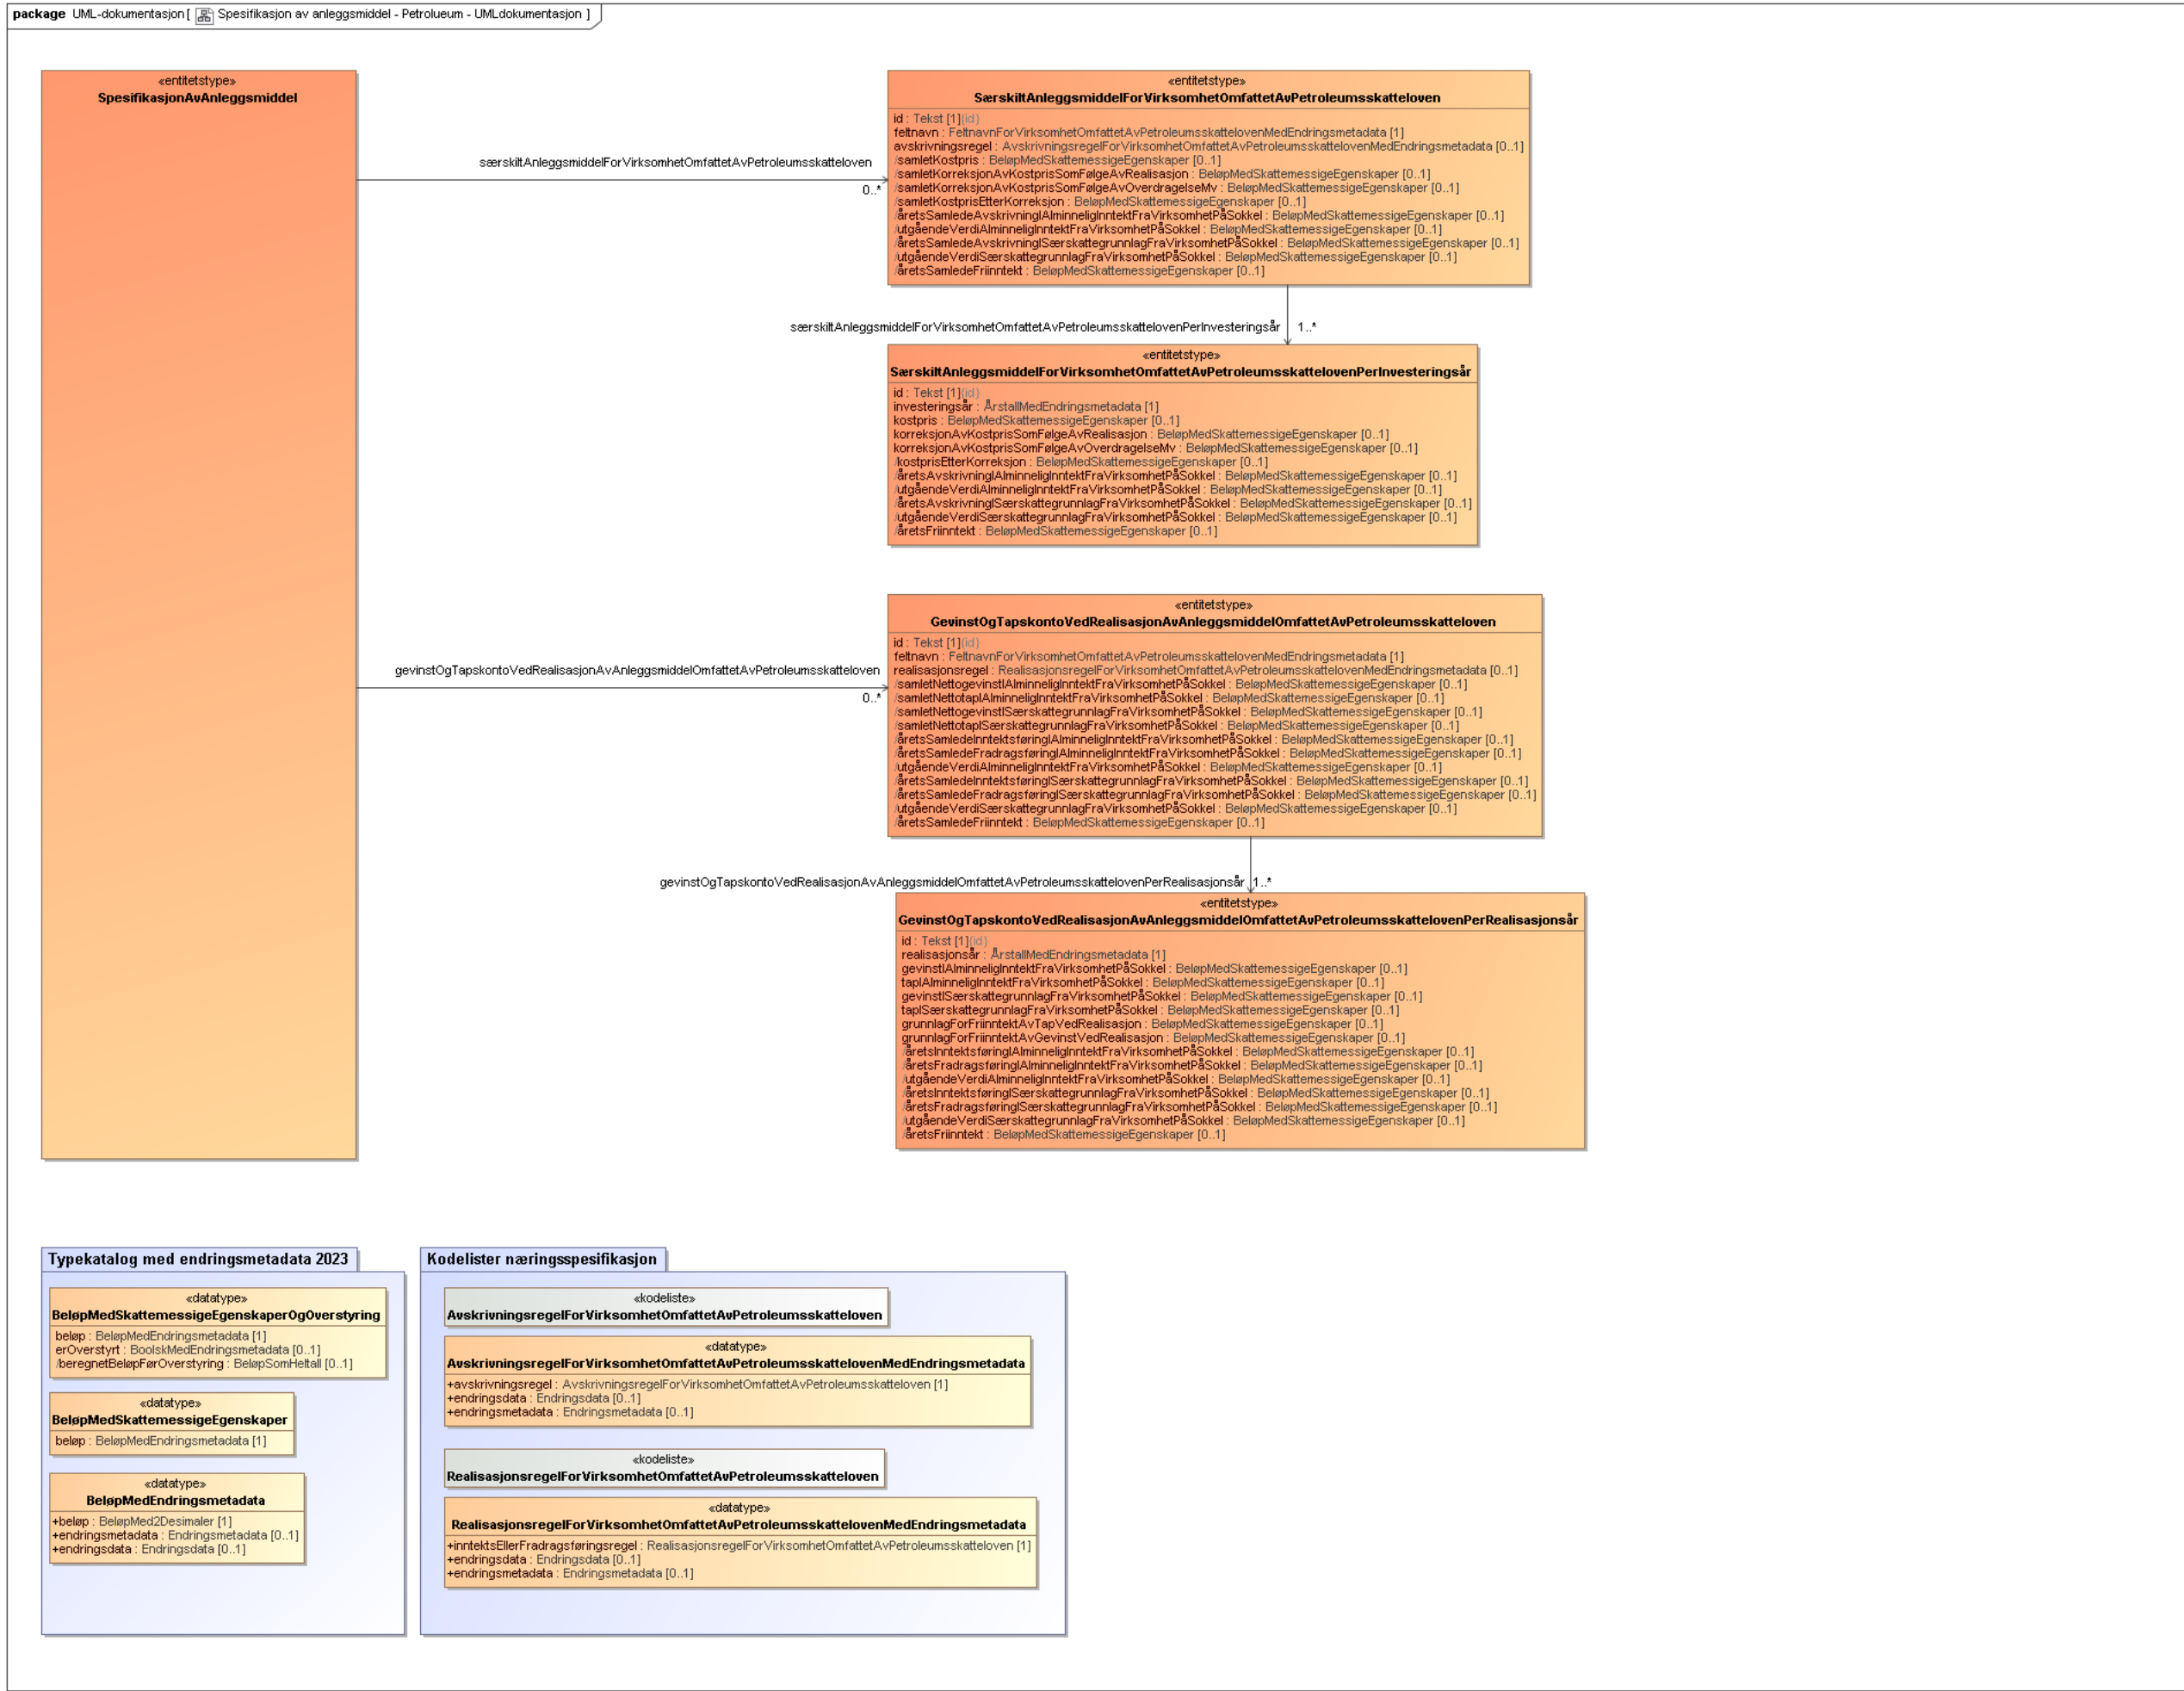 package UML-dokumentasjon [ Spesifikasjon av anleggsmiddel - Petrolueum - UMLdokumentasjon ]
«entitetstype»
SpesifikasjonAvAnleggsmiddel
særskiltAnleggsmiddelForVirksomhetOmfattetAvPetroleumsskatteloven
0..*
«entitetstype»
SærskiltAnleggsmiddelForVirksomhetOmfattetAvPetroleumsskatteloven
id : Tekst [1]{id}
feltnavn : FeltnavnForVirksomhetOmfattetAvPetroleumsskattelovenMedEndringsmetadata [1]
avskrivningsregel : AvskrivningsregelForVirksomhetOmfattetAvPetroleumsskattelovenMedEndringsmetadata [0..1]
/samletKostpris : BeløpMedSkattemessigeEgenskaper [0..1]
/samletKorreksjonAvKostprisSomFølgeAvRealisasjon : BeløpMedSkattemessigeEgenskaper [0..1]
/samletKorreksjonAvKostprisSomFølgeAvOverdragelseMv : BeløpMedSkattemessigeEgenskaper [0..1]
/samletKostprisEtterKorreksjon : BeløpMedSkattemessigeEgenskaper [0..1]
/åretsSamledeAvskrivningIAlminneligInntektFraVirksomhetPåSokkel : BeløpMedSkattemessigeEgenskaper [0..1]
/utgåendeVerdiAlminneligInntektFraVirksomhetPåSokkel : BeløpMedSkattemessigeEgenskaper [0..1]
/åretsSamledeAvskrivningISærskattegrunnlagFraVirksomhetPåSokkel : BeløpMedSkattemessigeEgenskaper [0..1]
/utgåendeVerdiSærskattegrunnlagFraVirksomhetPåSokkel : BeløpMedSkattemessigeEgenskaper [0..1]
/åretsSamledeFriinntekt : BeløpMedSkattemessigeEgenskaper [0..1]
særskiltAnleggsmiddelForVirksomhetOmfattetAvPetroleumsskattelovenPerInvesteringsår
1..*
«entitetstype»
SærskiltAnleggsmiddelForVirksomhetOmfattetAvPetroleumsskattelovenPerInvesteringsår
id : Tekst [1]{id}
investeringsår : ÅrstallMedEndringsmetadata [1]
kostpris : BeløpMedSkattemessigeEgenskaper [0..1]
korreksjonAvKostprisSomFølgeAvRealisasjon : BeløpMedSkattemessigeEgenskaper [0..1]
korreksjonAvKostprisSomFølgeAvOverdragelseMv : BeløpMedSkattemessigeEgenskaper [0..1]
/kostprisEtterKorreksjon : BeløpMedSkattemessigeEgenskaper [0..1]
/åretsAvskrivningIAlminneligInntektFraVirksomhetPåSokkel : BeløpMedSkattemessigeEgenskaper [0..1]
/utgåendeVerdiAlminneligInntektFraVirksomhetPåSokkel : BeløpMedSkattemessigeEgenskaper [0..1]
/åretsAvskrivningISærskattegrunnlagFraVirksomhetPåSokkel : BeløpMedSkattemessigeEgenskaper [0..1]
/utgåendeVerdiSærskattegrunnlagFraVirksomhetPåSokkel : BeløpMedSkattemessigeEgenskaper [0..1]
/åretsFriinntekt : BeløpMedSkattemessigeEgenskaper [0..1]
gevinstOgTapskontoVedRealisasjonAvAnleggsmiddelOmfattetAvPetroleumsskatteloven
0..*
«entitetstype»
GevinstOgTapskontoVedRealisasjonAvAnleggsmiddelOmfattetAvPetroleumsskatteloven
id : Tekst [1]{id}
feltnavn : FeltnavnForVirksomhetOmfattetAvPetroleumsskattelovenMedEndringsmetadata [1]
realisasjonsregel : RealisasjonsregelForVirksomhetOmfattetAvPetroleumsskattelovenMedEndringsmetadata [0..1]
/samletNettogevinstIAlminneligInntektFraVirksomhetPåSokkel : BeløpMedSkattemessigeEgenskaper [0..1]
/samletNettotapIAlminneligInntektFraVirksomhetPåSokkel : BeløpMedSkattemessigeEgenskaper [0..1]
/samletNettogevinstISærskattegrunnlagFraVirksomhetPåSokkel : BeløpMedSkattemessigeEgenskaper [0..1]
/samletNettotapISærskattegrunnlagFraVirksomhetPåSokkel : BeløpMedSkattemessigeEgenskaper [0..1]
/åretsSamledeInntektsføringIAlminneligInntektFraVirksomhetPåSokkel : BeløpMedSkattemessigeEgenskaper [0..1]
/åretsSamledeFradragsføringIAlminneligInntektFraVirksomhetPåSokkel : BeløpMedSkattemessigeEgenskaper [0..1]
/utgåendeVerdiAlminneligInntektFraVirksomhetPåSokkel : BeløpMedSkattemessigeEgenskaper [0..1]
/åretsSamledeInntektsføringISærskattegrunnlagFraVirksomhetPåSokkel : BeløpMedSkattemessigeEgenskaper [0..1]
/åretsSamledeFradragsføringISærskattegrunnlagFraVirksomhetPåSokkel : BeløpMedSkattemessigeEgenskaper [0..1]
/utgåendeVerdiSærskattegrunnlagFraVirksomhetPåSokkel : BeløpMedSkattemessigeEgenskaper [0..1]
/åretsSamledeFriinntekt : BeløpMedSkattemessigeEgenskaper [0..1]
gevinstOgTapskontoVedRealisasjonAvAnleggsmiddelOmfattetAvPetroleumsskattelovenPerRealisasjonsår
1..*
«entitetstype»
GevinstOgTapskontoVedRealisasjonAvAnleggsmiddelOmfattetAvPetroleumsskattelovenPerRealisasjonsår
id : Tekst [1]{id}
realisasjonsår : ÅrstallMedEndringsmetadata [1]
gevinstIAlminneligInntektFraVirksomhetPåSokkel : BeløpMedSkattemessigeEgenskaper [0..1]
tapIAlminneligInntektFraVirksomhetPåSokkel : BeløpMedSkattemessigeEgenskaper [0..1]
gevinstISærskattegrunnlagFraVirksomhetPåSokkel : BeløpMedSkattemessigeEgenskaper [0..1]
tapISærskattegrunnlagFraVirksomhetPåSokkel : BeløpMedSkattemessigeEgenskaper [0..1]
grunnlagForFriinntektAvTapVedRealisasjon : BeløpMedSkattemessigeEgenskaper [0..1]
grunnlagForFriinntektAvGevinstVedRealisasjon : BeløpMedSkattemessigeEgenskaper [0..1]
/åretsInntektsføringIAlminneligInntektFraVirksomhetPåSokkel : BeløpMedSkattemessigeEgenskaper [0..1]
/åretsFradragsføringIAlminneligInntektFraVirksomhetPåSokkel : BeløpMedSkattemessigeEgenskaper [0..1]
/utgåendeVerdiAlminneligInntektFraVirksomhetPåSokkel : BeløpMedSkattemessigeEgenskaper [0..1]
/åretsInntektsføringISærskattegrunnlagFraVirksomhetPåSokkel : BeløpMedSkattemessigeEgenskaper [0..1]
/åretsFradragsføringISærskattegrunnlagFraVirksomhetPåSokkel : BeløpMedSkattemessigeEgenskaper [0..1]
/utgåendeVerdiSærskattegrunnlagFraVirksomhetPåSokkel : BeløpMedSkattemessigeEgenskaper [0..1]
/åretsFriinntekt : BeløpMedSkattemessigeEgenskaper [0..1]
Typekatalog med endringsmetadata 2023
«datatype»
BeløpMedSkattemessigeEgenskaperOgOverstyring
beløp : BeløpMedEndringsmetadata [1]
erOverstyrt : BoolskMedEndringsmetadata [0..1]
/beregnetBeløpFørOverstyring : BeløpSomHeltall [0..1]
«datatype»
BeløpMedSkattemessigeEgenskaper
beløp : BeløpMedEndringsmetadata [1]
«datatype»
BeløpMedEndringsmetadata
+beløp : BeløpMed2Desimaler [1]
+endringsmetadata : Endringsmetadata [0..1]
+endringsdata : Endringsdata [0..1]
Kodelister næringsspesifikasjon
«kodeliste»
AvskrivningsregelForVirksomhetOmfattetAvPetroleumsskatteloven
«datatype»
AvskrivningsregelForVirksomhetOmfattetAvPetroleumsskattelovenMedEndringsmetadata
+avskrivningsregel : AvskrivningsregelForVirksomhetOmfattetAvPetroleumsskatteloven [1]
+endringsdata : Endringsdata [0..1]
+endringsmetadata : Endringsmetadata [0..1]
«kodeliste»
RealisasjonsregelForVirksomhetOmfattetAvPetroleumsskatteloven
«datatype»
RealisasjonsregelForVirksomhetOmfattetAvPetroleumsskattelovenMedEndringsmetadata
+inntektsEllerFradragsføringsregel : RealisasjonsregelForVirksomhetOmfattetAvPetroleumsskatteloven [1]
+endringsdata : Endringsdata [0..1]
+endringsmetadata : Endringsmetadata [0..1]